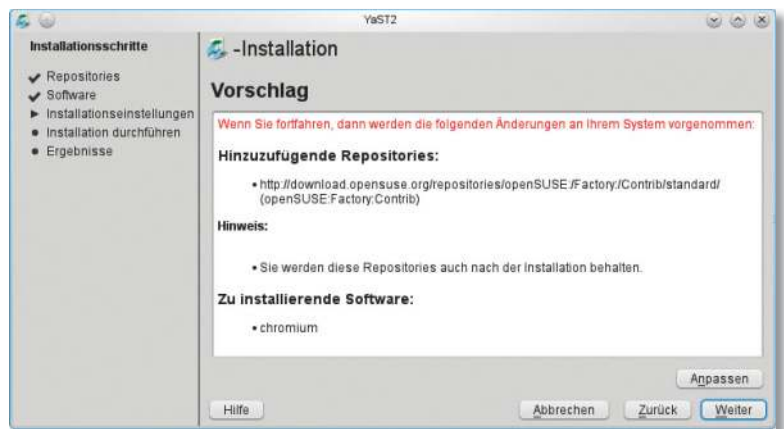 YaST2
Installationsschritte
Repositories
Software
Installationseinstellungen
Installation durchführen
Ergebnisse
-Installation
Vorschlag
Wenn Sie fortfahren, dann werden die folgenden Änderungen an Ihrem System vorgenommen:
Hinzuzufügende Repositories:
• http://download.opensuse.org/repositories/openSUSE:/Factory:/Contrib/standard/
(openSUSE:Factory:Contrib)
Hinweis:
• Sie werden diese Repositories auch nach der Installation behalten.
Zu installierende Software:
• chromium
Anpassen
Hilfe
Abbrechen
Zurück
Weiter